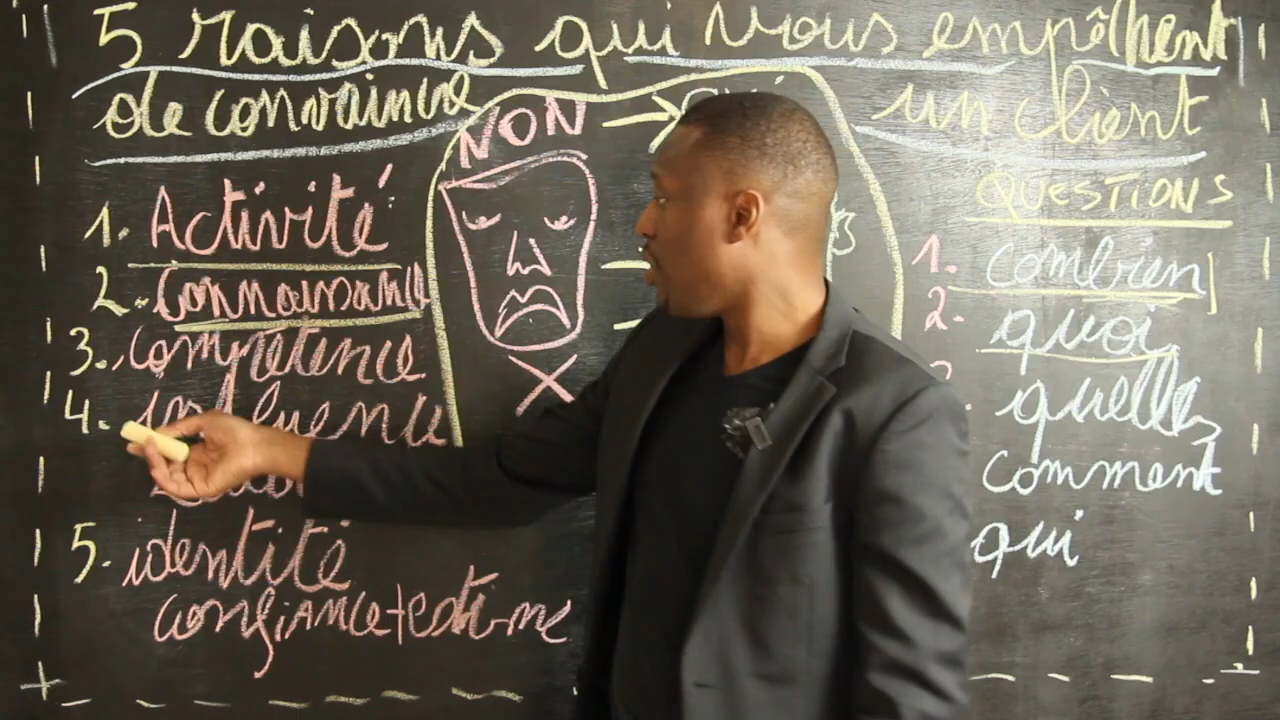 5 raisons qui vous empêchent
de convaincre un client
NON
1. Activité
2. Connaissance
3. Compétence
4. influence
5. identité
confiance + estime
QUESTIONS
1. combien
2. quoi
quelles
comment
qui